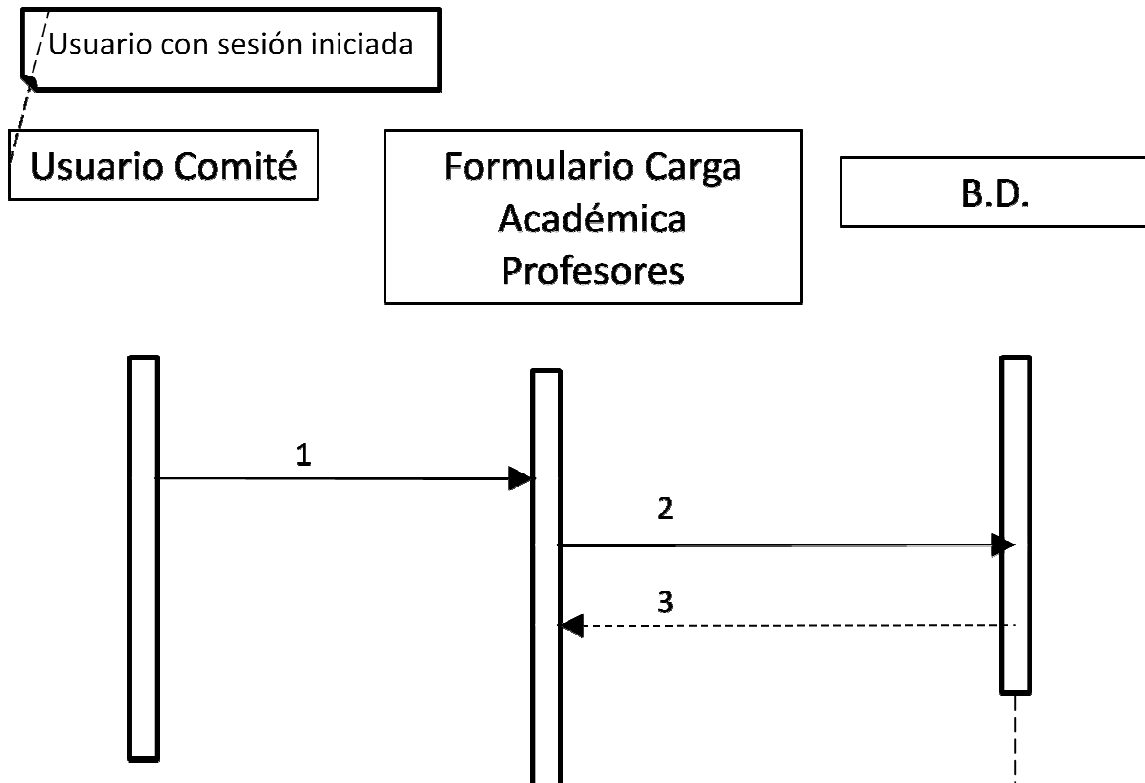 Usuario con sesión iniciada
Usuario Comité
Formulario Carga
Académica
Profesores
B.D.
1
2
3